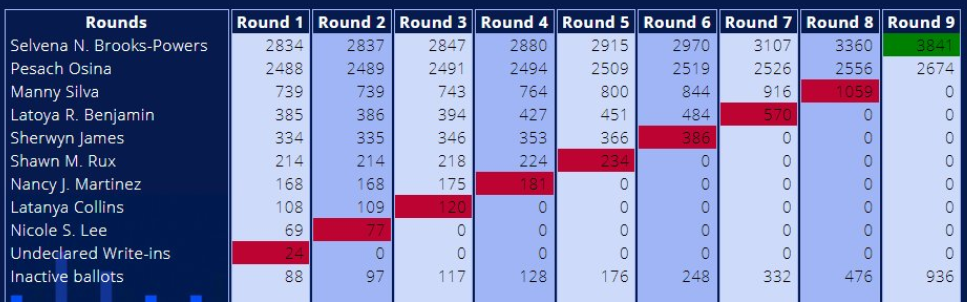 Rounds Round 1 Round 2 Round 3 Round 4 Round 5 Round 6 Round 7 Round 8 Round 9
Selvena N. Brooks-Powers 2834 2837 2847 2880 2915 2970 3107 3360 3841
Pesach Osina 2488 2489 2491 2494 2509 2519 2526 2556 2674
Manny Silva 739 739 743 764 800 844 916 1059 0
Latoya R. Benjamin 385 386 394 427 451 484 570 0 0
Sherwyn James 334 335 346 353 366 386 0 0 0
Shawn M. Rux 214 214 218 224 234 0 0 0 0
Nancy J. Martinez 168 168 175 181 0 0 0 0 0
Latanya Collins 108 109 120 0 0 0 0 0 0
Nicole S. Lee 69 77 0 0 0 0 0 0 0
Undeclared Write-ins 24 0 0 0 0 0 0 0 0
Inactive ballots 88 97 117 128 176 248 332 476 936